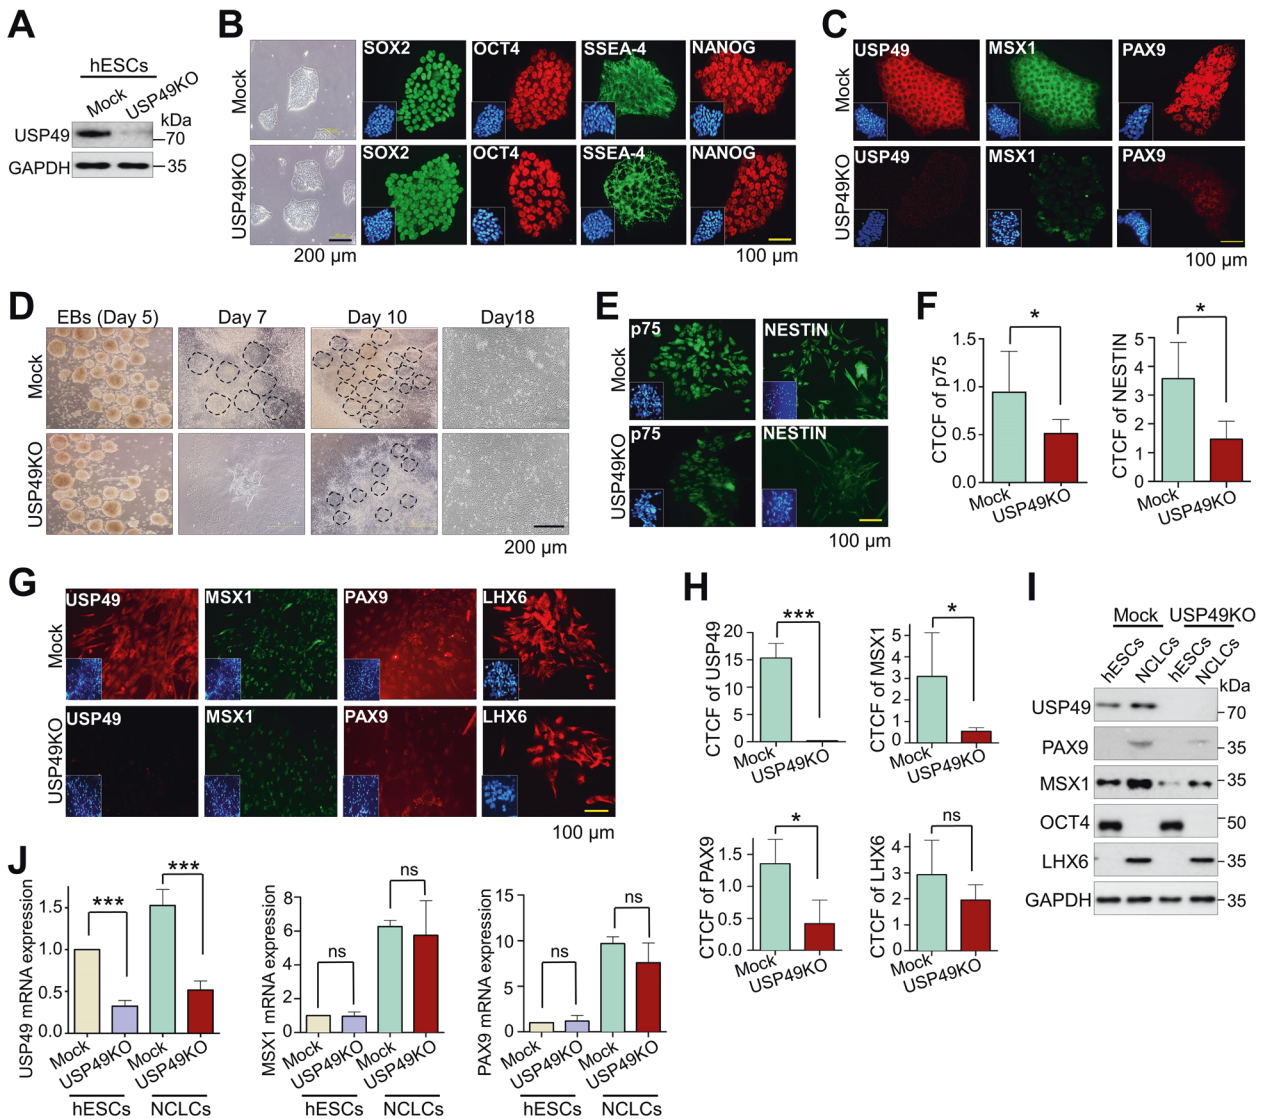 A
hESCs
Mock
USP49KO
kDa
USP49
70
GAPDH
35
B
Mock
SOX2
OCT4
SSEA-4
NANOG
USP49KO
SOX2
OCT4
SSEA-4
NANOG
200 µm
100 µm
C
Mock
USP49
MSX1
PAX9
USP49KO
USP49
MSX1
PAX9
100 µm
D
EBs (Day 5)
Day 7
Day 10
Day18
Mock
USP49KO
200 µm
E
Mock
p75
NESTIN
USP49KO
p75
NESTIN
100 µm
F
CTCF of p75
1.5
1.0
0.5
0.0
*
Mock
USP49KO
CTCF of NESTIN
5
4
3
2
1
0
*
Mock
USP49KO
G
Mock
USP49
MSX1
PAX9
LHX6
USP49KO
USP49
MSX1
PAX9
LHX6
100 µm
H
CTCF of USP49
20
15
10
5
0
***
Mock
USP49KO
CTCF of MSX1
5
4
3
2
1
0
*
Mock
USP49KO
CTCF of PAX9
1.5
1.0
0.5
0.0
*
Mock
USP49KO
CTCF of LHX6
4
3
2
1
0
ns
Mock
USP49KO
I
Mock USP49KO
hESCs
NCLCs
hESCs
NCLCs
kDa
USP49
70
PAX9
35
MSX1
35
OCT4
50
LHX6
35
GAPDH
35
J
USP49 mRNA expression
1.5
1.0
0.5
0.0
***
***
Mock
USP49KO
Mock
USP49KO
hESCs
NCLCs
MSX1 mRNA expression
8
6
4
2
0
ns
ns
Mock
USP49KO
Mock
USP49KO
hESCs
NCLCs
PAX9 mRNA expression
15
10
5
0
ns
ns
Mock
USP49KO
Mock
USP49KO
hESCs
NCLCs